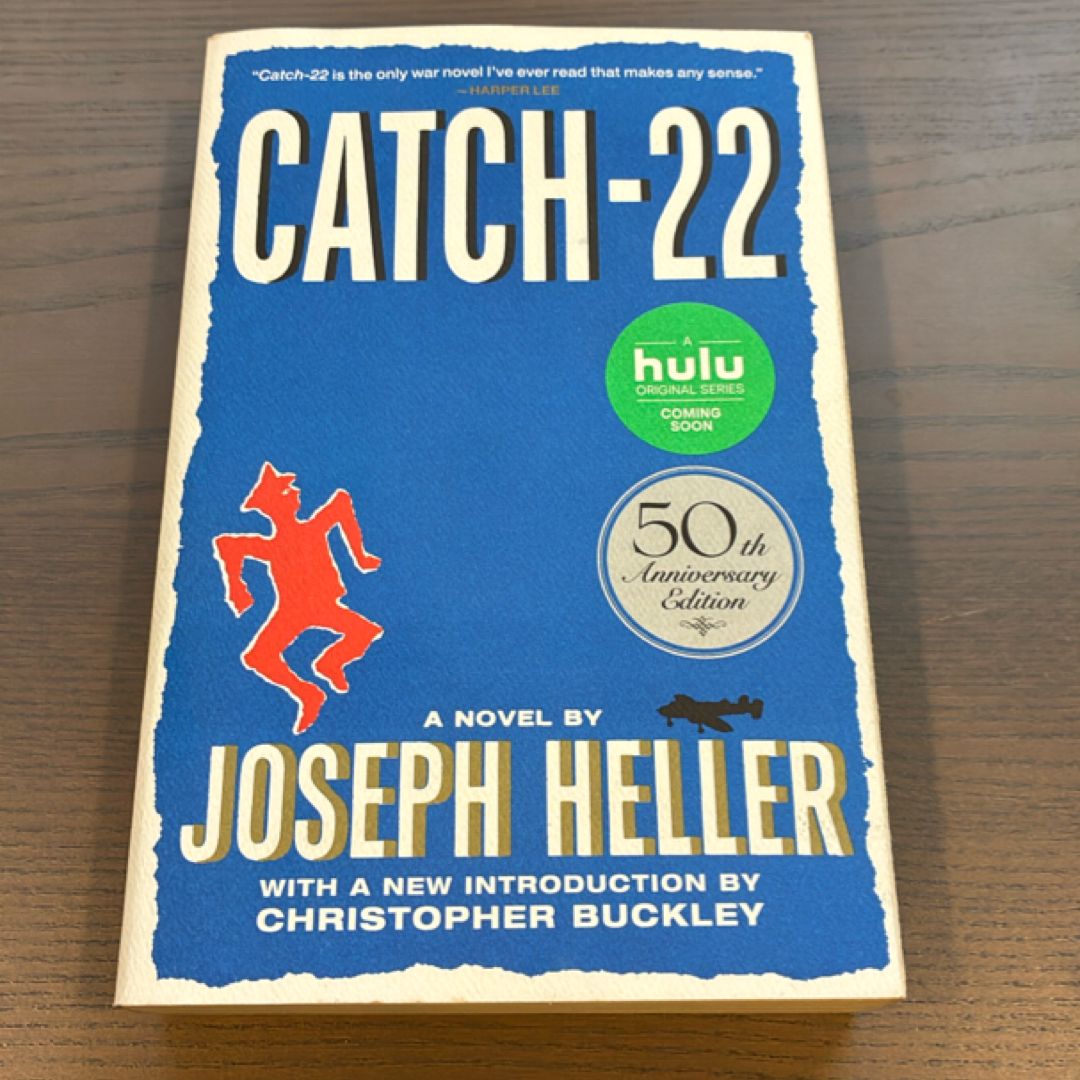 "Catch-22 is the only war novel I've ever read that makes any sense."
—HARPER LEE
CATCH-22
A
hulu
ORIGINAL SERIES
COMING
SOON
50th
Anniversary
Edition
A NOVEL BY
JOSEPH HELLER
WITH A NEW INTRODUCTION BY
CHRISTOPHER BUCKLEY